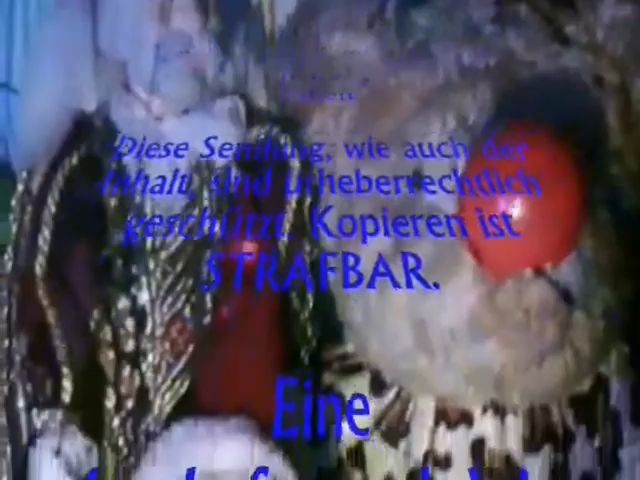 Diese Sendung, wie auch der
Inhalt, sind urheberrechtlich
geschützt. Kopieren ist
STRAFBAR.
Eine